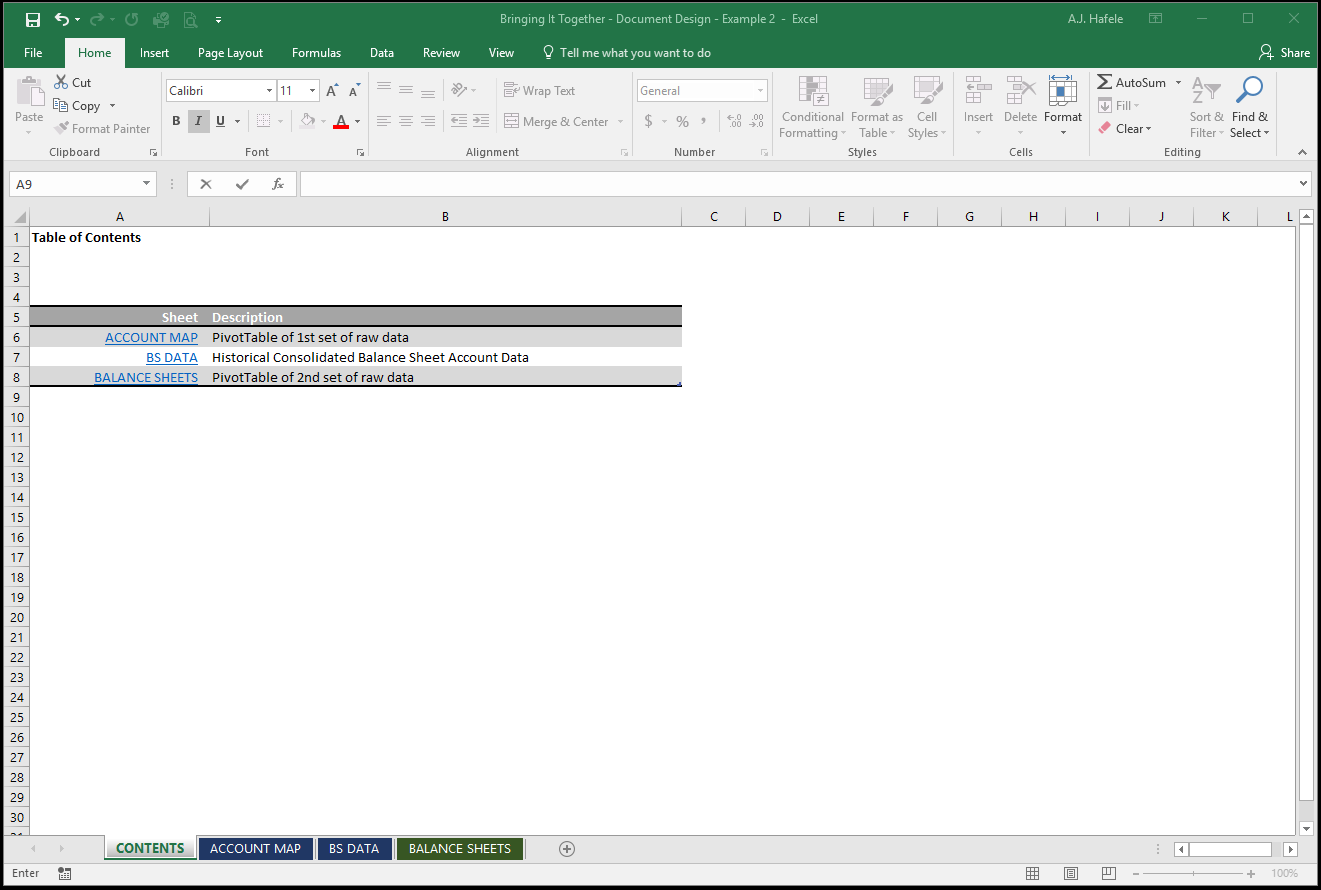 Bringing It Together - Document Design - Example 2 - Excel
A.J. Hafele
File Home Insert Page Layout Formulas Data Review View Tell me what you want to do Share
Paste
Cut
Copy
Format Painter
Clipboard
Calibri 11 A A
B I U A
Font
Wrap Text
Merge & Center
Alignment
General
$ % , .00 .00
Number
Conditional Formatting
Format as Table
Cell Styles
Styles
Insert Delete Format
Cells
AutoSum
Fill
Clear
Sort & Filter
Find & Select
Editing
A9 fx
A B C D E F G H I J K L
1 Table of Contents
2
3
4
5 Sheet Description
6 ACCOUNT MAP PivotTable of 1st set of raw data
7 BS DATA Historical Consolidated Balance Sheet Account Data
8 BALANCE SHEETS PivotTable of 2nd set of raw data
9
10
11
12
13
14
15
16
17
18
19
20
21
22
23
24
25
26
27
28
29
30
CONTENTS ACCOUNT MAP BS DATA BALANCE SHEETS
Enter 100%